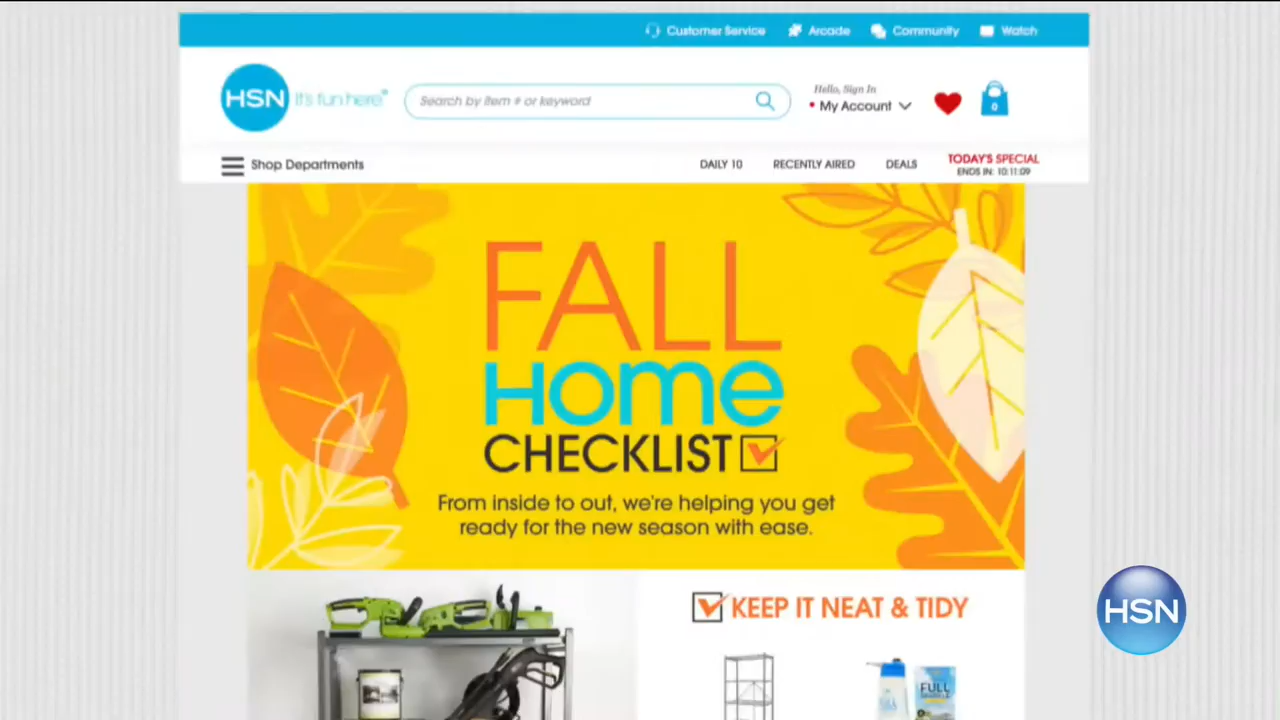 Customer Service Arcade Community Watch
HSN it's fun here®
Search by item # or keyword
Hello, Sign In
My Account
0
Shop Departments
DAILY 10 RECENTLY AIRED DEALS TODAY'S SPECIAL
ENDS IN: 10:11:09
FALL
Home
CHECKLIST
From inside to out, we're helping you get
ready for the new season with ease.
KEEP IT NEAT & TIDY
FULL
HSN